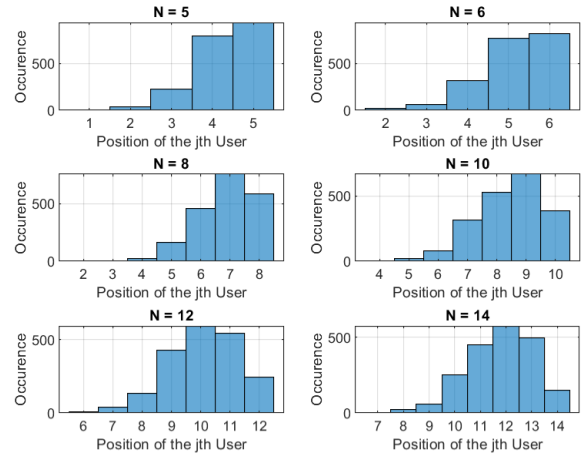 N = 5
Occurence
500
0
1 2 3 4 5
Position of the jth User
N = 6
Occurence
500
0
2 3 4 5 6
Position of the jth User
N = 8
Occurence
500
0
2 3 4 5 6 7 8
Position of the jth User
N = 10
Occurence
500
0
4 5 6 7 8 9 10
Position of the jth User
N = 12
Occurence
500
0
6 7 8 9 10 11 12
Position of the jth User
N = 14
Occurence
500
0
7 8 9 10 11 12 13 14
Position of the jth User